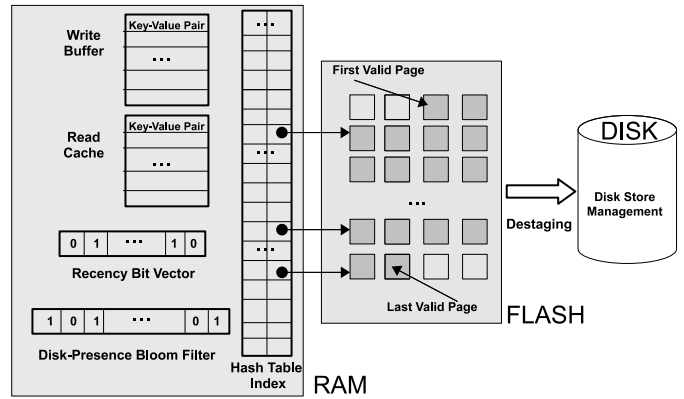 Write
Buffer
Key-Value Pair
...
Read
Cache
Key-Value Pair
...
0 1 ... 1 0
Recency Bit Vector
1 0 1 ... 0 1
Disk-Presence Bloom Filter
...
...
...
Hash Table
Index
RAM
First Valid Page
...
Last Valid Page
FLASH
Destaging
DISK
Disk Store
Management